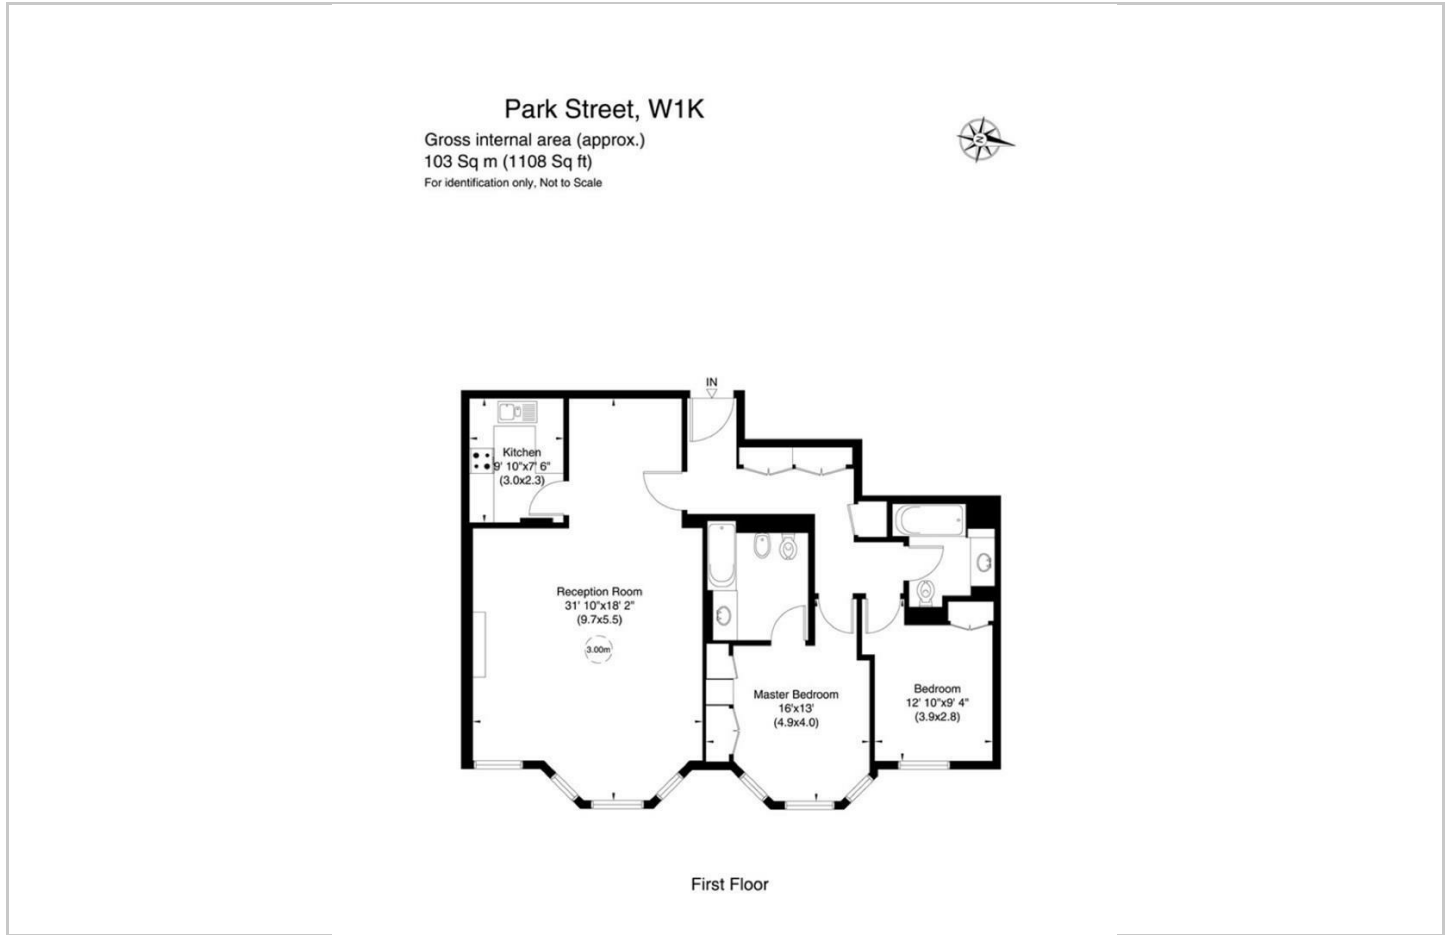 Park Street, W1K
Gross internal area (approx.)
103 Sq m (1108 Sq ft)
For identification only, Not to Scale
N
IN
Kitchen
9' 10"x7' 6"
(3.0x2.3)
Reception Room
31' 10"x18' 2"
(9.7x5.5)
3.00m
Master Bedroom
16'x13'
(4.9x4.0)
Bedroom
12' 10"x9' 4"
(3.9x2.8)
First Floor